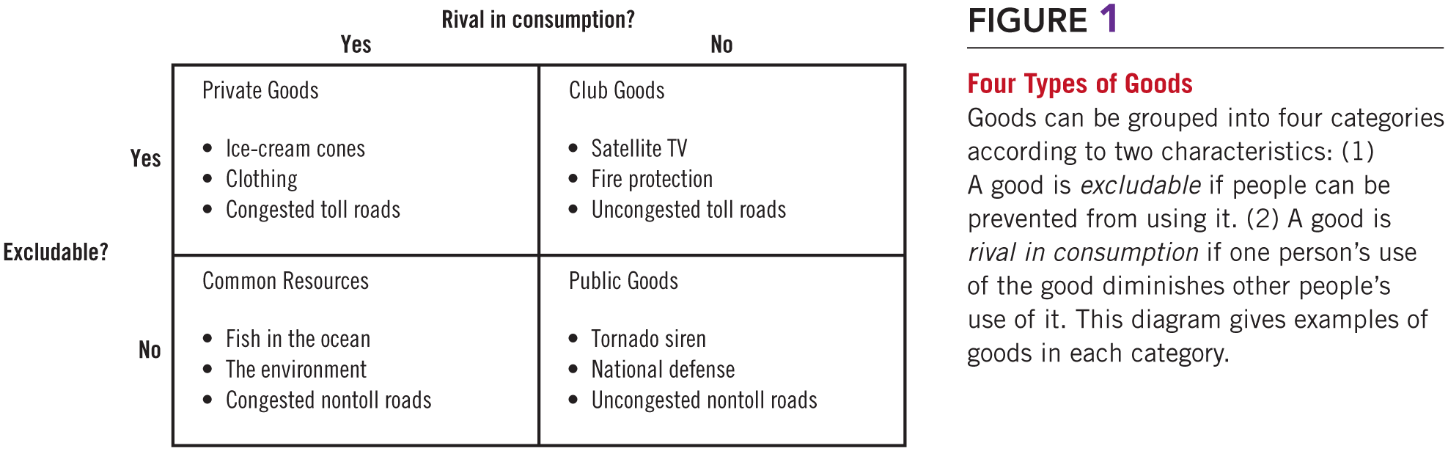 Rival in consumption?
Yes
No
Private Goods
• Ice-cream cones
• Clothing
• Congested toll roads
Club Goods
• Satellite TV
• Fire protection
• Uncongested toll roads
Yes
Excludable?
Common Resources
• Fish in the ocean
• The environment
• Congested nontoll roads
Public Goods
• Tornado siren
• National defense
• Uncongested nontoll roads
No
FIGURE 1
Four Types of Goods
Goods can be grouped into four categories
according to two characteristics: (1)
A good is excludable if people can be
prevented from using it. (2) A good is
rival in consumption if one person’s use
of the good diminishes other people’s
use of it. This diagram gives examples of
goods in each category.